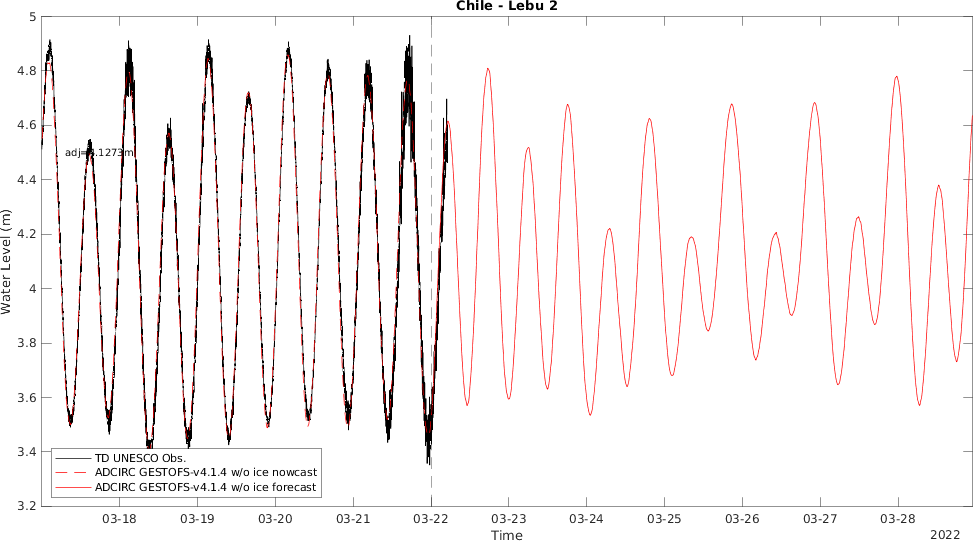 Chile - Lebu 2
5
4.8
4.6
4.4
4.2
4
3.8
3.6
3.4
3.2
Water Level (m)
adj=4.1273m
TD UNESCO Obs.
ADCIRC GESTOFS-v4.1.4 w/o ice nowcast
ADCIRC GESTOFS-v4.1.4 w/o ice forecast
03-18 03-19 03-20 03-21 03-22 03-23 03-24 03-25 03-26 03-27 03-28
Time
2022